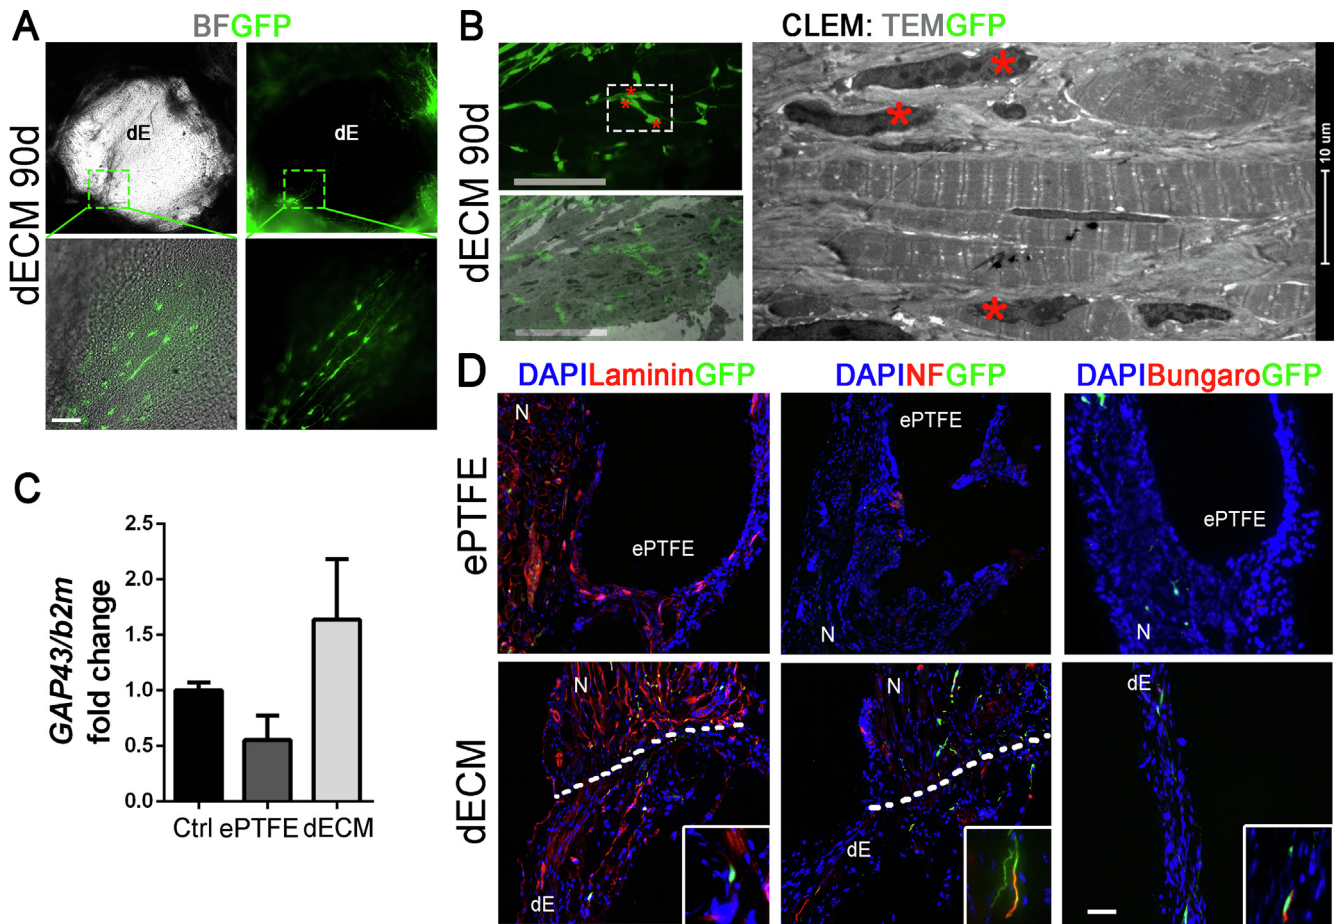 A
BFGFP
dECM 90d
dE
dE
B
CLEM: TEMGFP
dECM 90d
*
*
*
*
*
*
10 µm
C
GAP43/b2m
fold change
2.5
2.0
1.5
1.0
0.5
0.0
Ctrl ePTFE dECM
D
DAPILamininGFP
DAPINFGFP
DAPIBungaroGFP
ePTFE
N
ePTFE
ePTFE
N
ePTFE
N
dECM
N
dE
N
dE
dE